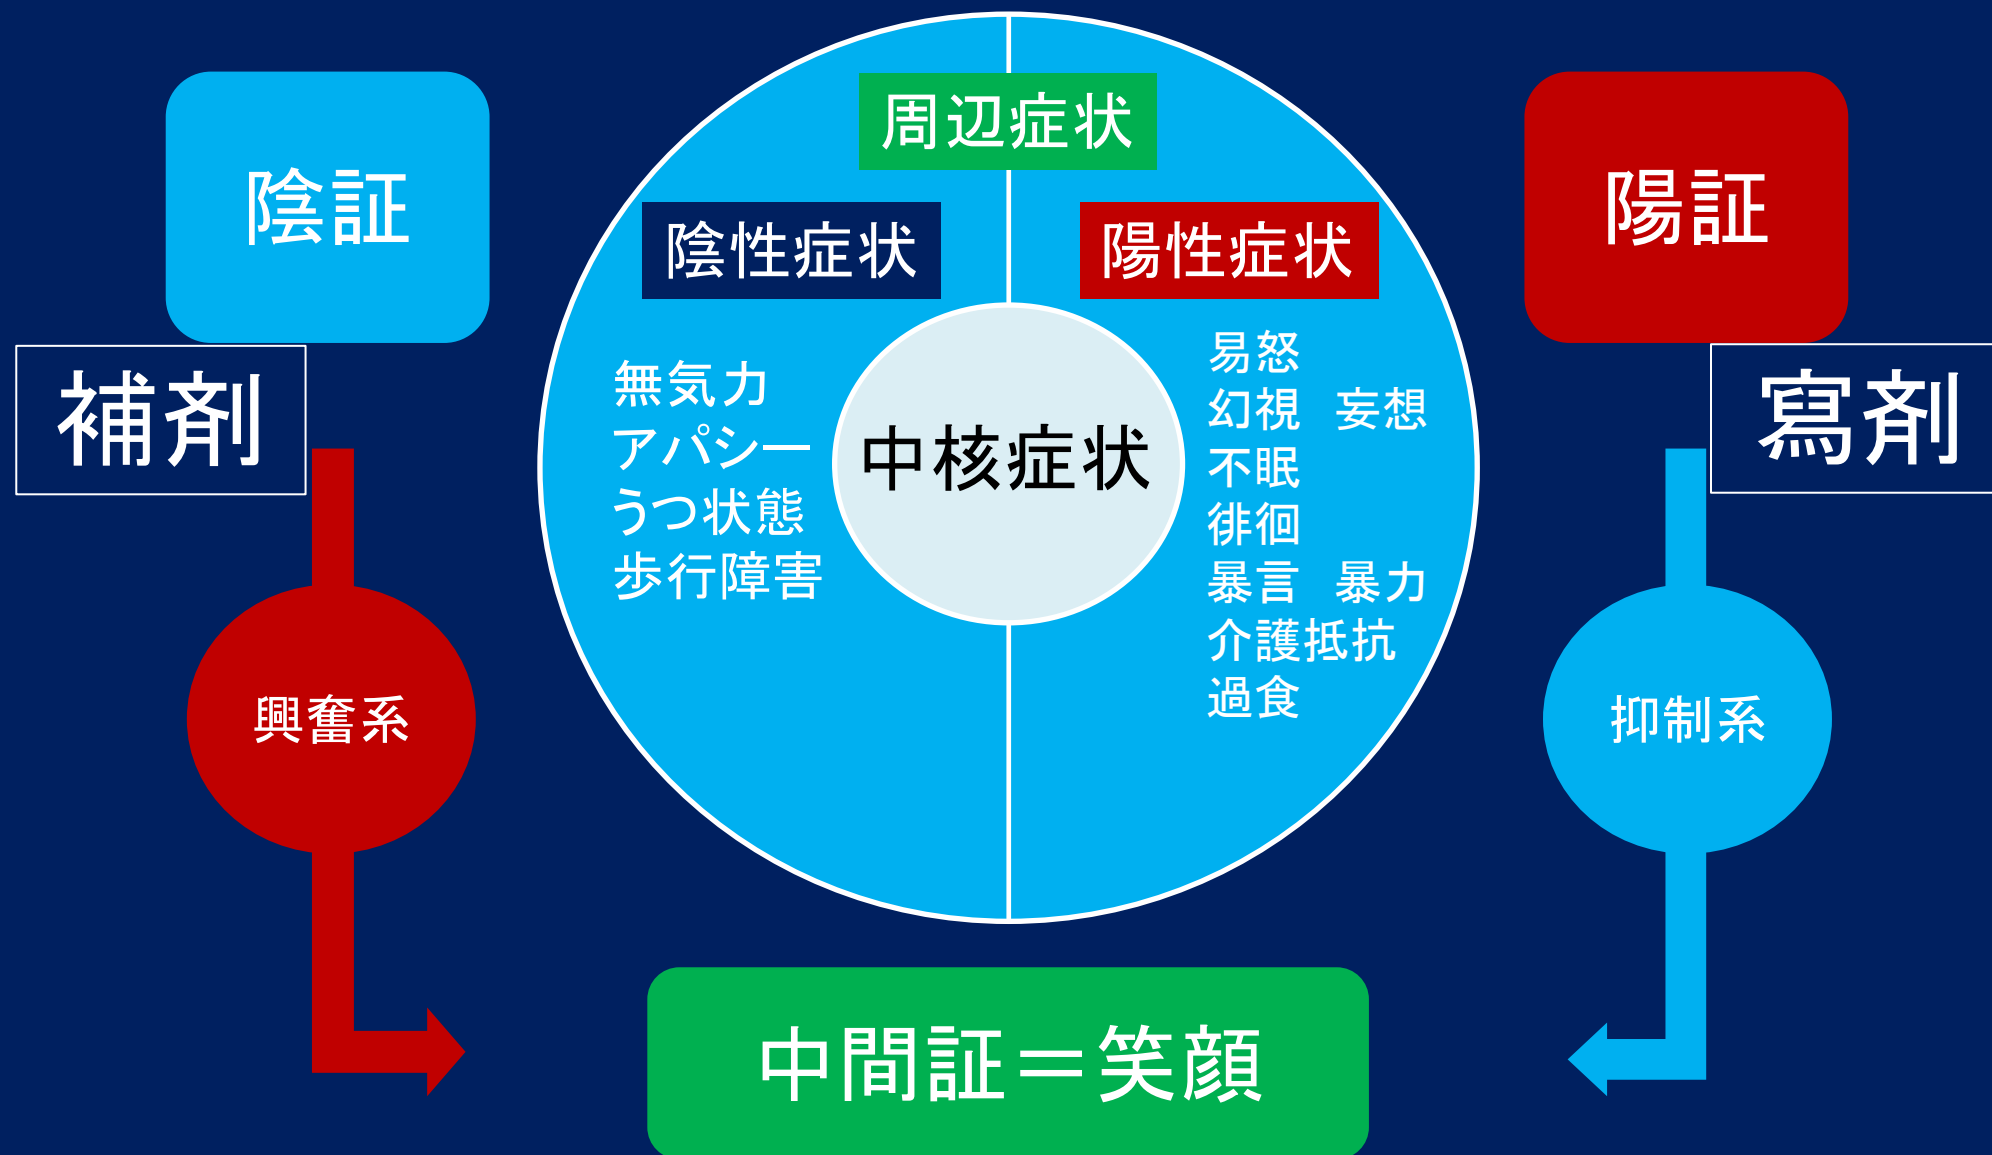 周辺症状
陰証
陽証
陰性症状
陽性症状
補剤
寫剤
無気力
アパシー
うつ状態
歩行障害
中核症状
易怒
幻視　妄想
不眠
徘徊
暴言　暴力
介護抵抗
過食
興奮系
抑制系
中間証＝笑顔